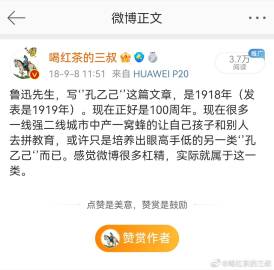 微博正文
喝红茶的三叔
推广
3.7万
阅读
18-9-8 11:51 来自 HUAWEI P20
鲁迅先生，写‘’孔乙己‘’这篇文章，是1918年（发
表是1919年）。现在正好是100周年。现在很多
一线强二线城市中产一窝蜂的让自己孩子和别人
去拼教育，或许只是培养出眼高手低的另一类‘’孔
乙己‘’而已。感觉微博很多杠精，实际就属于这一
类。
点赞是美意，赞赏是鼓励
赞赏作者
@喝红茶的三叔